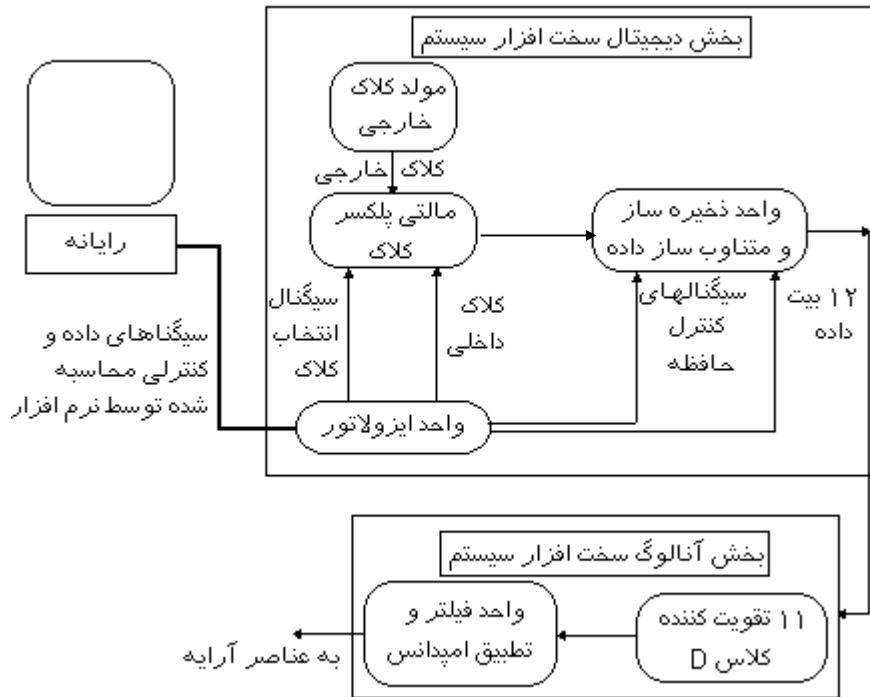 بخش دیجیتال سخت افزار سیستم
مولد کلاک
خارجی
کلاک خارجی
مالتی پلکسر
کلاک
واحد ذخیره ساز
و متناوب ساز داده
رایانه
سیگنال
انتخاب
کلاک
کلاک
داخلی
سیگنالهای
کنترل
حافظه
۱۲ بیت
داده
سیگناهای داده و
کنترلی محاسبه
شده توسط نرم افزار
واحد ایزولاتور
بخش آنالوگ سخت افزار سیستم
۱۱ تقویت کننده
کلاس D
واحد فیلتر و
تطبیق امپدانس
به عناصر آرایه